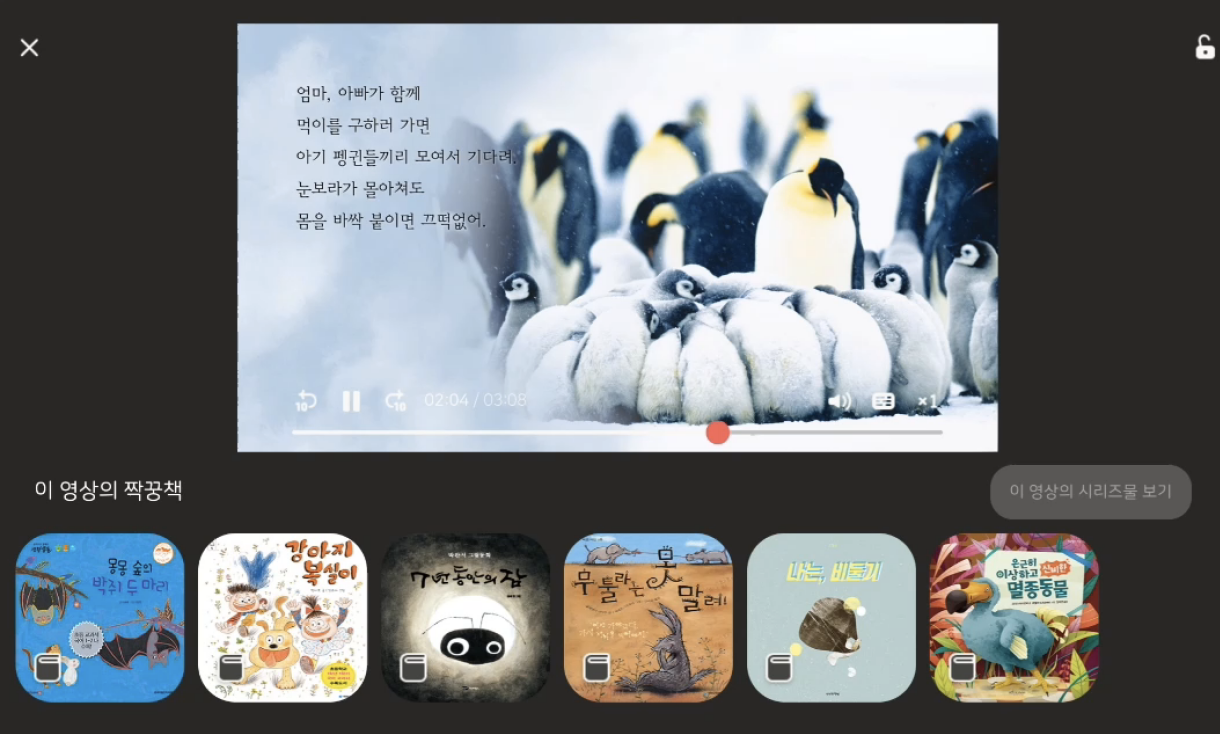 엄마, 아빠가 함께
먹이를 구하러 가면
아기 펭귄들끼리 모여서 기다려.
눈보라가 몰아쳐도
몸을 바싹 붙이면 끄떡없어.
10
10
02:04 / 03:08
×1
이 영상의 짝꿍책
이 영상의 시리즈물 보기
몽몽 숲의
박쥐 두 마리
강아지
복실이
7년 동안의 잠
무툴라는
못
말려!
나는, 비둘기
은근히
이상하고 신비한
멸종동물